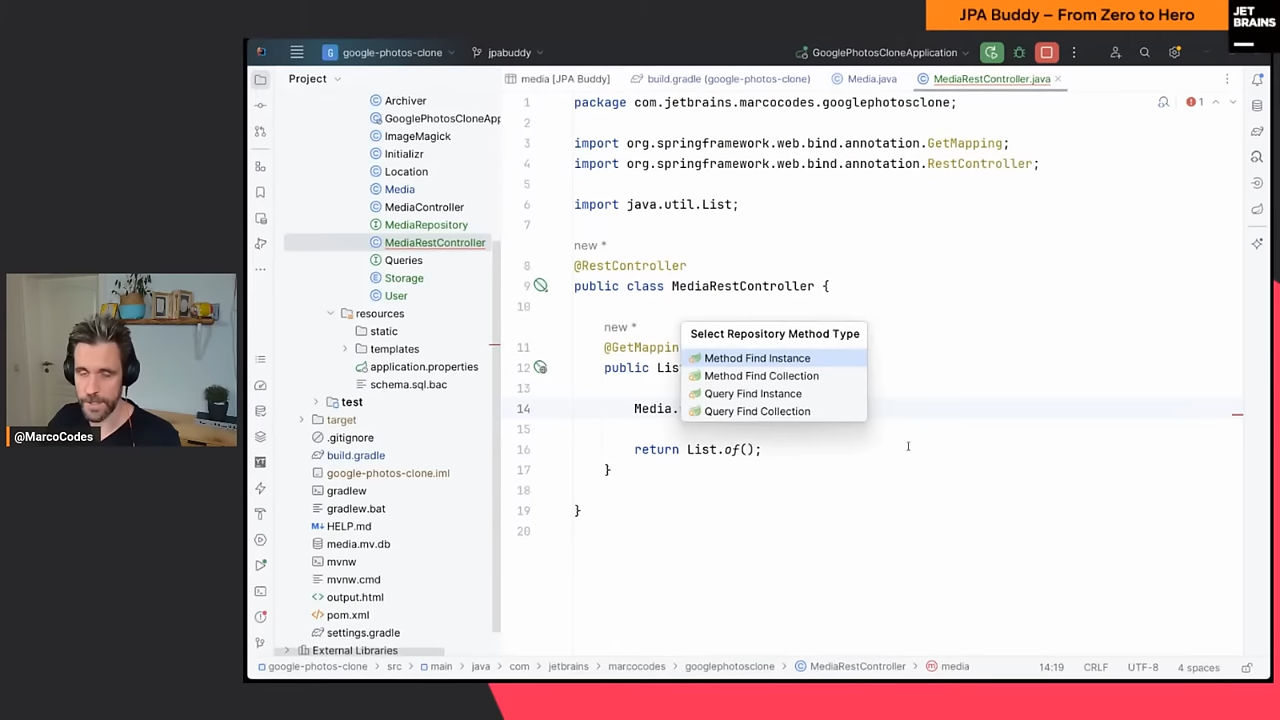 JPA Buddy – From Zero to Hero
JET
BRAINS
G google-photos-clone
jpabuddy
GooglePhotosCloneApplication
Project
media [JPA Buddy]
build.gradle (google-photos-clone)
Media.java
MediaRestController.java
Archiver
GooglePhotosCloneApp
ImageMagick
Initializr
Location
Media
MediaController
MediaRepository
MediaRestController
Queries
Storage
User
resources
static
templates
application.properties
schema.sql.bac
test
target
.gitignore
build.gradle
google-photos-clone.iml
gradlew
gradlew.bat
M↓ HELP.md
media.mv.db
mvnw
mvnw.cmd
output.html
</> pom.xml
settings.gradle
External Libraries
1 package com.jetbrains.marcocodes.googlephotosclone;
1
2
3 import org.springframework.web.bind.annotation.GetMapping;
4 import org.springframework.web.bind.annotation.RestController;
5
6 import java.util.List;
7
new *
8 @RestController
9 public class MediaRestController {
10
new *
11 @GetMappin
12 public Lis
13
14 Media.
15
16 return List.of();
17 }
18
19 }
20
Select Repository Method Type
Method Find Instance
Method Find Collection
Query Find Instance
Query Find Collection
@MarcoCodes
google-photos-clone > src > main > java > com > jetbrains > marcocodes > googlephotosclone > MediaRestController > media
14:19 CRLF UTF-8 4 spaces